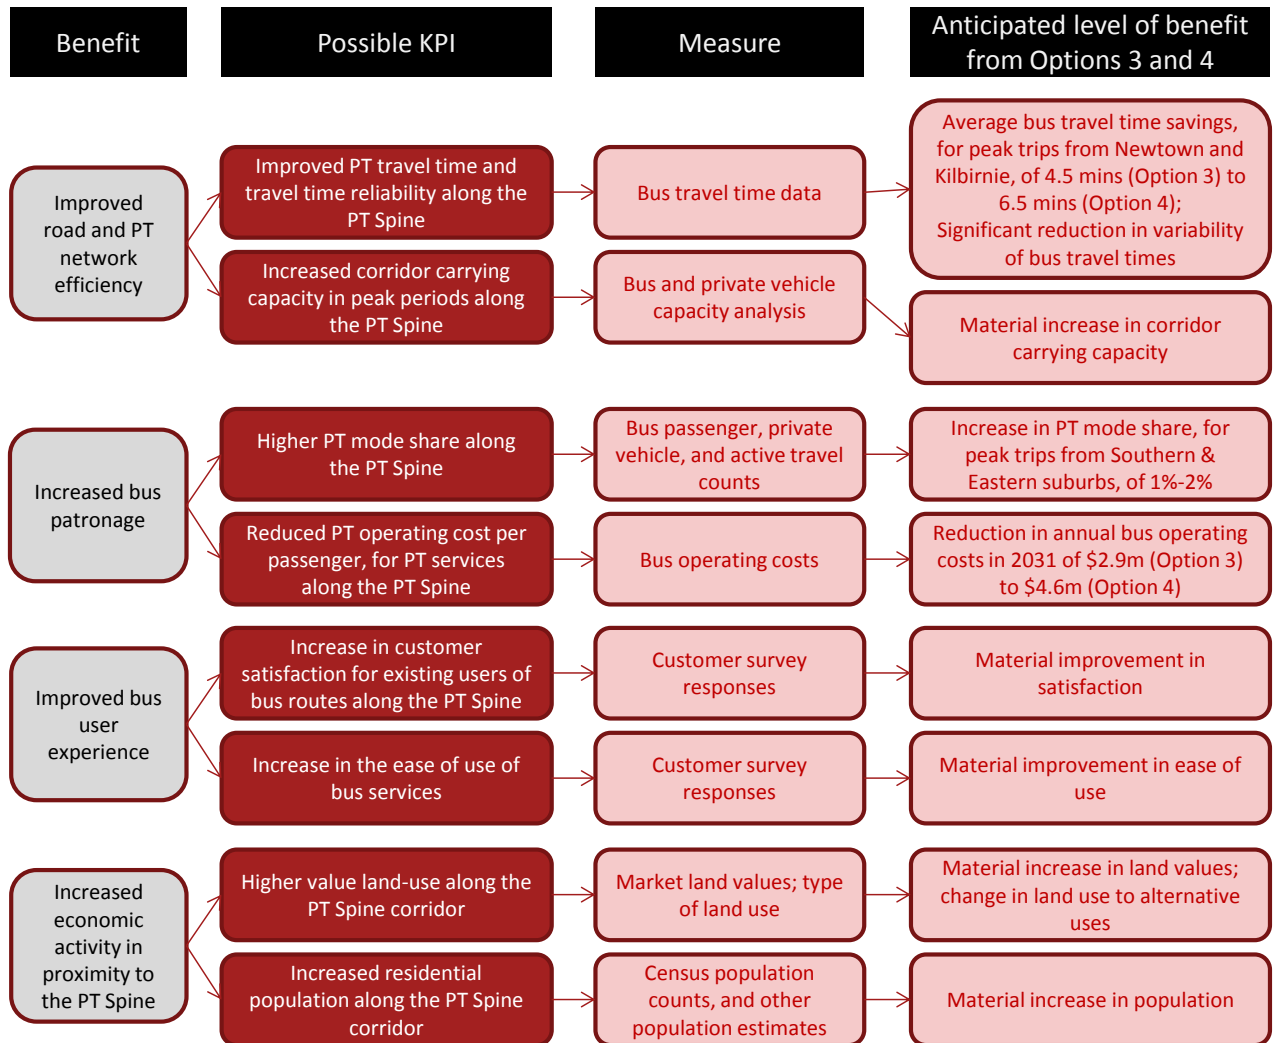 Benefit
Possible KPI
Measure
Anticipated level of benefit
from Options 3 and 4
Improved
road and PT
network
efficiency
Improved PT travel time and
travel time reliability along the
PT Spine
Bus travel time data
Average bus travel time savings,
for peak trips from Newtown and
Kilbirnie, of 4.5 mins (Option 3) to
6.5 mins (Option 4);
Significant reduction in variability
of bus travel times
Increased corridor carrying
capacity in peak periods along
the PT Spine
Bus and private vehicle
capacity analysis
Material increase in corridor
carrying capacity
Increased bus
patronage
Higher PT mode share along
the PT Spine
Bus passenger, private
vehicle, and active travel
counts
Increase in PT mode share, for
peak trips from Southern &
Eastern suburbs, of 1%-2%
Reduced PT operating cost per
passenger, for PT services
along the PT Spine
Bus operating costs
Reduction in annual bus operating
costs in 2031 of $2.9m (Option 3)
to $4.6m (Option 4)
Improved bus
user
experience
Increase in customer
satisfaction for existing users of
bus routes along the PT Spine
Customer survey
responses
Material improvement in
satisfaction
Increase in the ease of use of
bus services
Customer survey
responses
Material improvement in ease of
use
Increased
economic
activity in
proximity to
the PT Spine
Higher value land-use along the
PT Spine corridor
Market land values; type
of land use
Material increase in land values;
change in land use to alternative
uses
Increased residential
population along the PT Spine
corridor
Census population
counts, and other
population estimates
Material increase in population